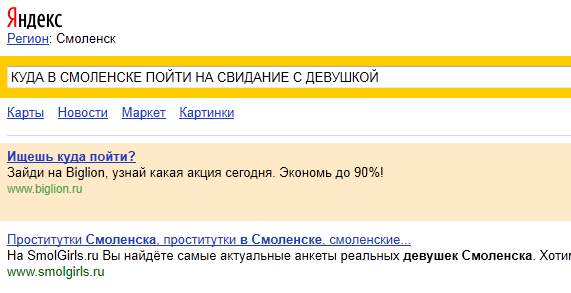 Яндекс
Регион: Смоленск
КУДА В СМОЛЕНСКЕ ПОЙТИ НА СВИДАНИЕ С ДЕВУШКОЙ
Карты Новости Маркет Картинки
Ищешь куда пойти?
Зайди на Biglion, узнай какая акция сегодня. Экономь до 90%!
www.biglion.ru
Проститутки Смоленска, проститутки в Смоленске, смоленские...
На SmolGirls.ru Вы найдёте самые актуальные анкеты реальных девушек Смоленска. Хоти
www.smolgirls.ru